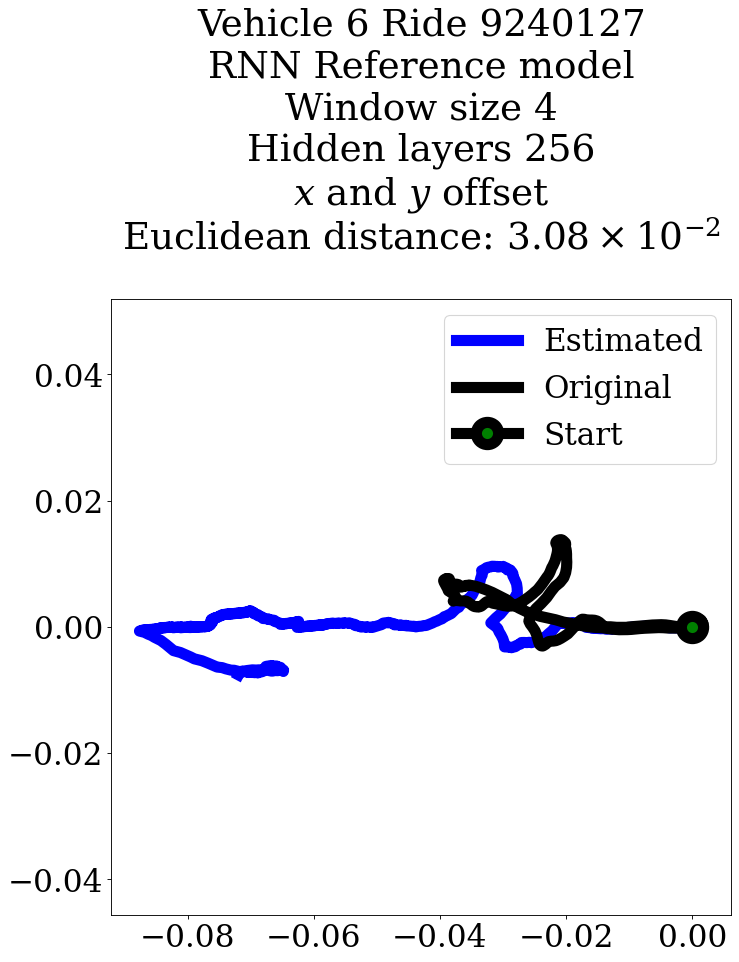 Vehicle 6 Ride 9240127
RNN Reference model
Window size 4
Hidden layers 256
x and y offset
Euclidean distance: 3.08 × 10⁻²
Estimated
Original
Start
0.04
0.02
0.00
−0.02
−0.04
−0.08 −0.06 −0.04 −0.02 0.00